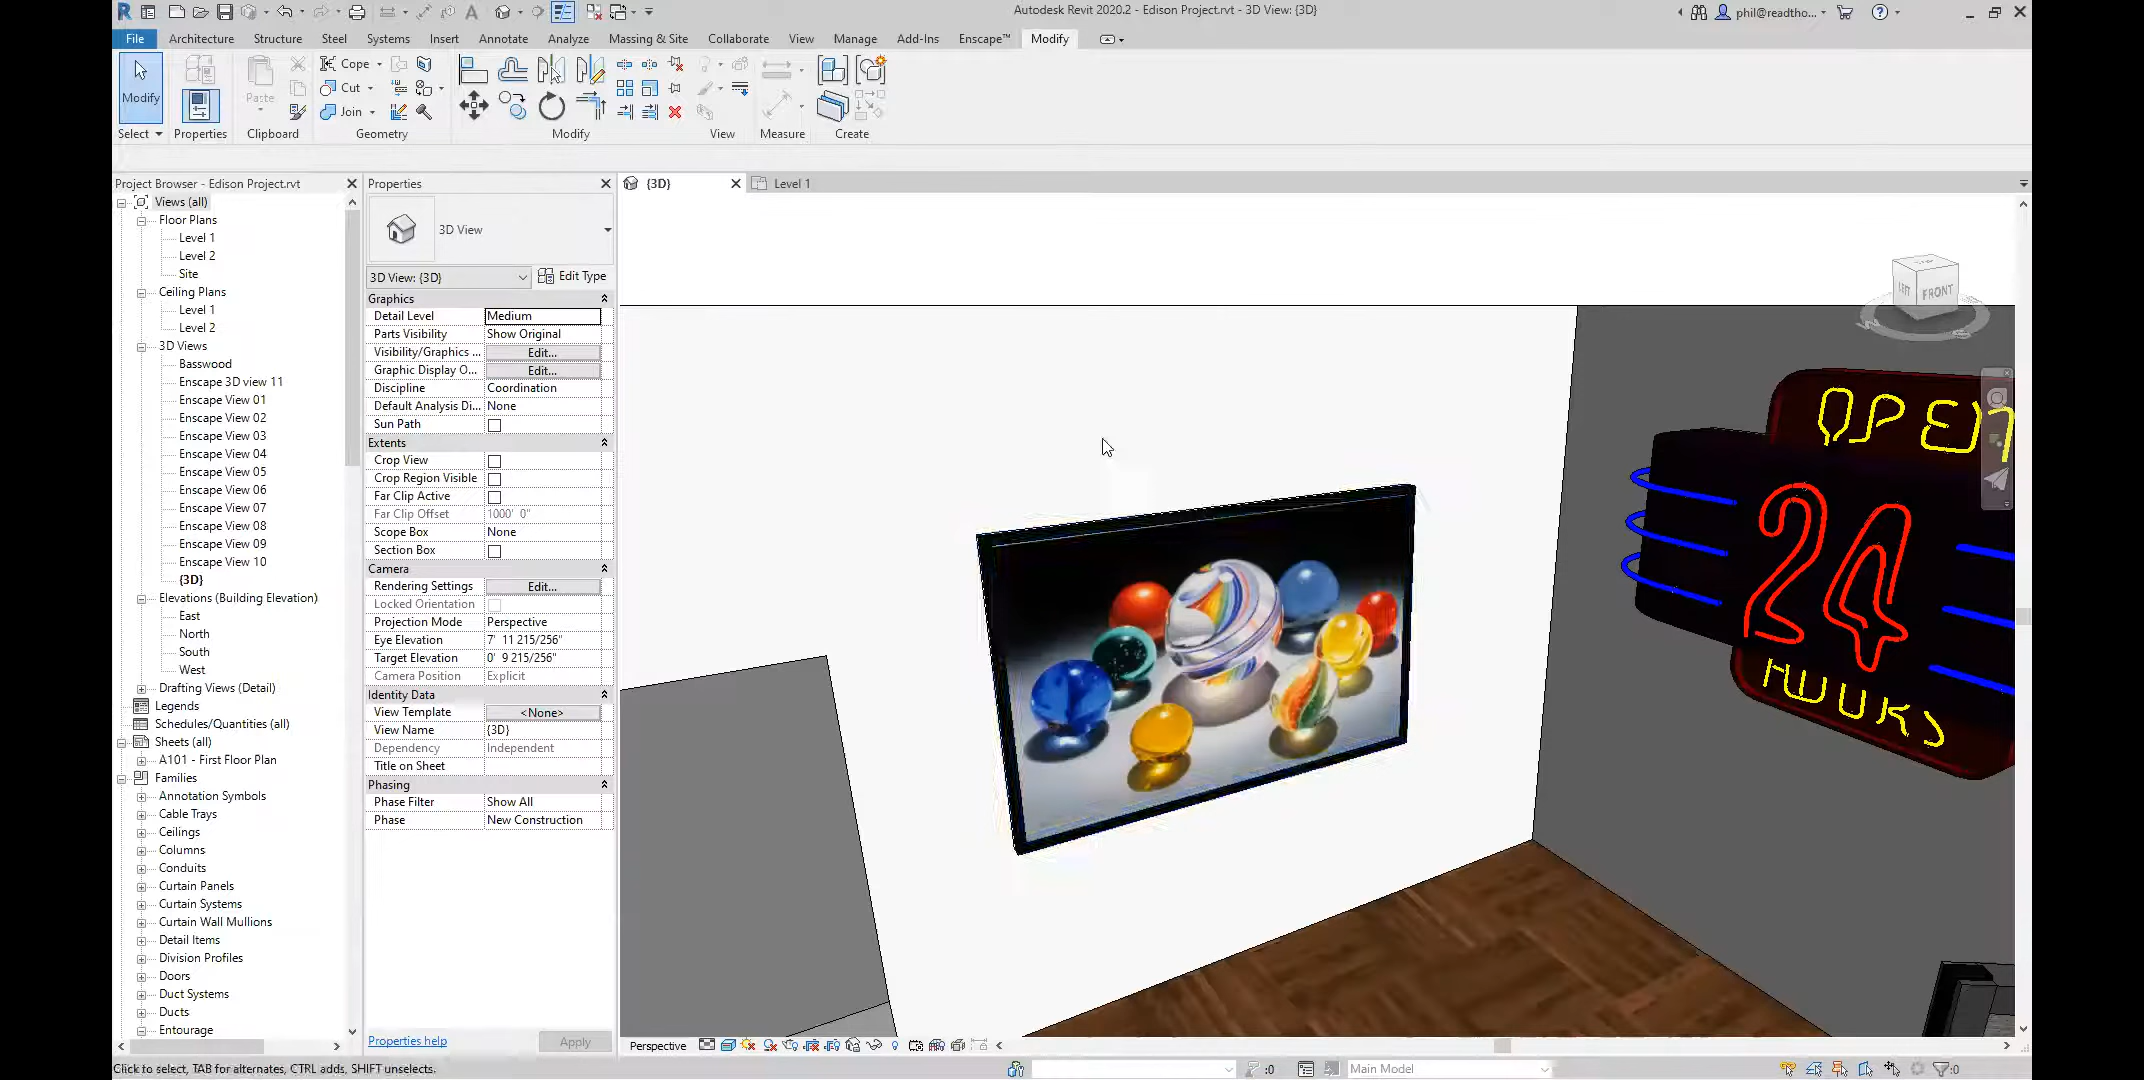 Autodesk Revit 2020.2 - Edison Project.rvt - 3D View: {3D}
phil@readtho...
File Architecture Structure Steel Systems Insert Annotate Analyze Massing & Site Collaborate View Manage Add-Ins Enscape™ Modify
Modify
Paste
Cope
Cut
Join
Select Properties Clipboard Geometry Modify View Measure Create
Project Browser - Edison Project.rvt
Views (all)
Floor Plans
Level 1
Level 2
Site
Ceiling Plans
Level 1
Level 2
3D Views
Basswood
Enscape 3D view 11
Enscape View 01
Enscape View 02
Enscape View 03
Enscape View 04
Enscape View 05
Enscape View 06
Enscape View 07
Enscape View 08
Enscape View 09
Enscape View 10
{3D}
Elevations (Building Elevation)
East
North
South
West
Drafting Views (Detail)
Legends
Schedules/Quantities (all)
Sheets (all)
A101 - First Floor Plan
Families
Annotation Symbols
Cable Trays
Ceilings
Columns
Conduits
Curtain Panels
Curtain Systems
Curtain Wall Mullions
Detail Items
Division Profiles
Doors
Duct Systems
Ducts
Entourage
Properties
3D View
3D View: {3D} Edit Type
Graphics
Detail Level Medium
Parts Visibility Show Original
Visibility/Graphics ... Edit...
Graphic Display O... Edit...
Discipline Coordination
Default Analysis Di... None
Sun Path
Extents
Crop View
Crop Region Visible
Far Clip Active
Far Clip Offset 1000' 0"
Scope Box None
Section Box
Camera
Rendering Settings Edit...
Locked Orientation
Projection Mode Perspective
Eye Elevation 7' 11 215/256"
Target Elevation 0' 9 215/256"
Camera Position Explicit
Identity Data
View Template <None>
View Name {3D}
Dependency Independent
Title on Sheet
Phasing
Phase Filter Show All
Phase New Construction
Properties help Apply
{3D} Level 1
FRONT
OPEN
24
HOURS
Perspective
Click to select, TAB for alternates, CTRL adds, SHIFT unselects.
:0 Main Model :0